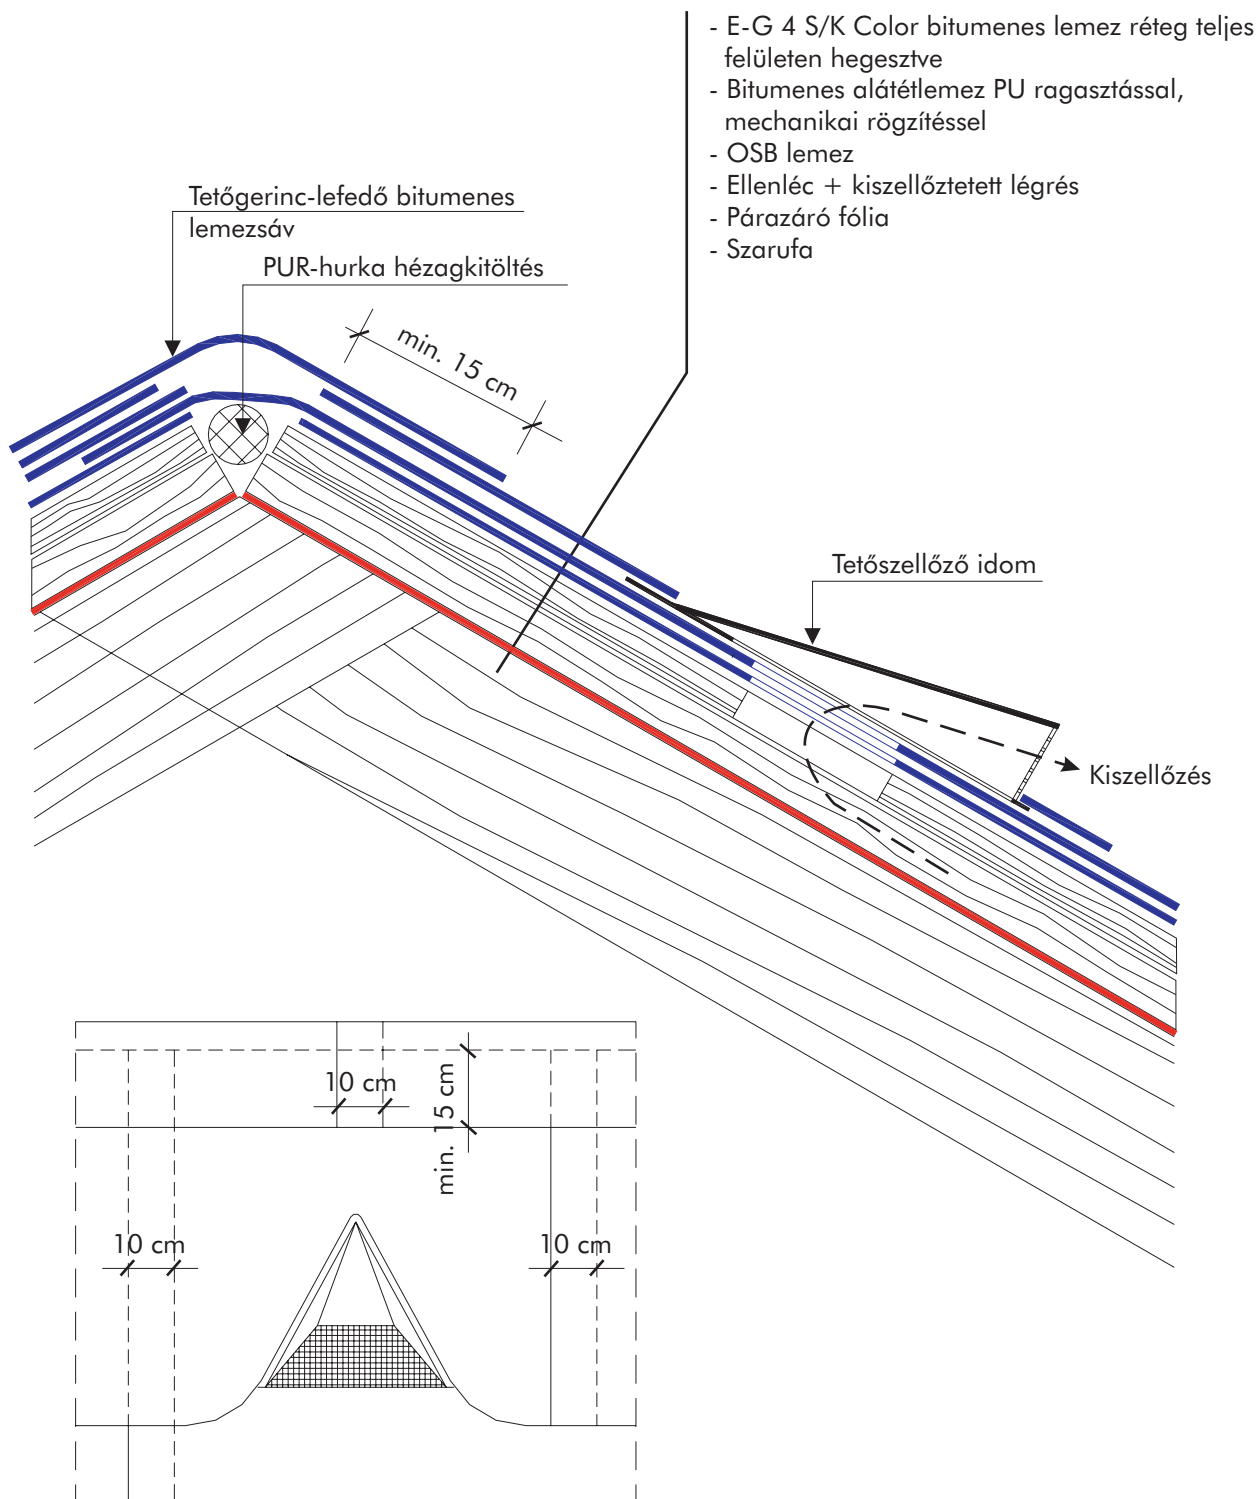 - E-G 4 S/K Color bitumenes lemez réteg teljes
felületen hegesztve
- Bitumenes alátétlemez PU ragasztással,
mechanikai rögzítéssel
- OSB lemez
- Ellenléc + kiszellőztetett légrés
- Párazáró fólia
- Szarufa
Tetőgerinc-lefedő bitumenes
lemezsáv
PUR-hurka hézagkitöltés
min. 15 cm
Tetőszellőző idom
Kiszellőzés
10 cm
min. 15 cm
10 cm
10 cm